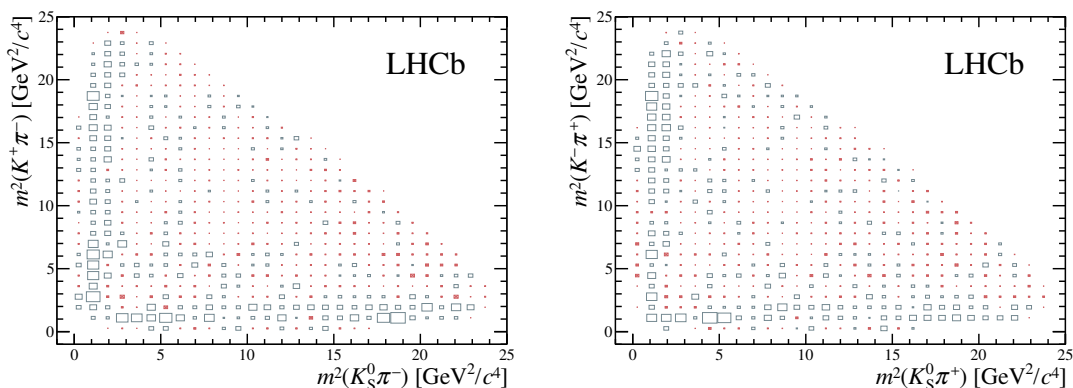 m²(K⁺π⁻) [GeV²/c⁴]
25
20
15
10
5
0
LHCb
0 5 10 15 20 25
m²(K⁰_Sπ⁻) [GeV²/c⁴]
m²(K⁻π⁺) [GeV²/c⁴]
25
20
15
10
5
0
LHCb
0 5 10 15 20 25
m²(K⁰_Sπ⁺) [GeV²/c⁴]